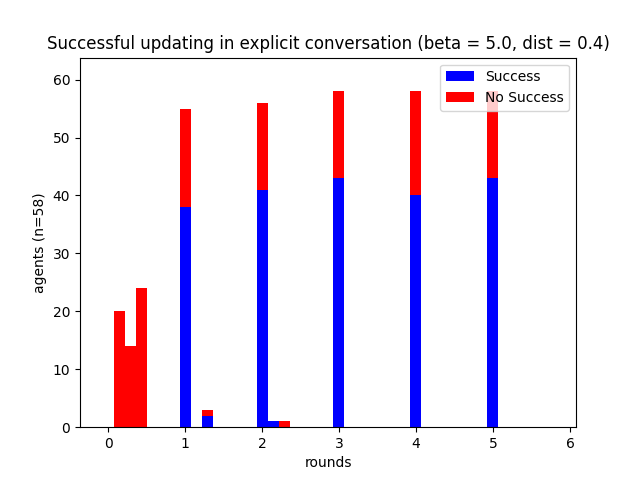 Successful updating in explicit conversation (beta = 5.0, dist = 0.4)
Success
No Success
60
50
40
30
20
10
0
agents (n=58)
0 1 2 3 4 5 6
rounds